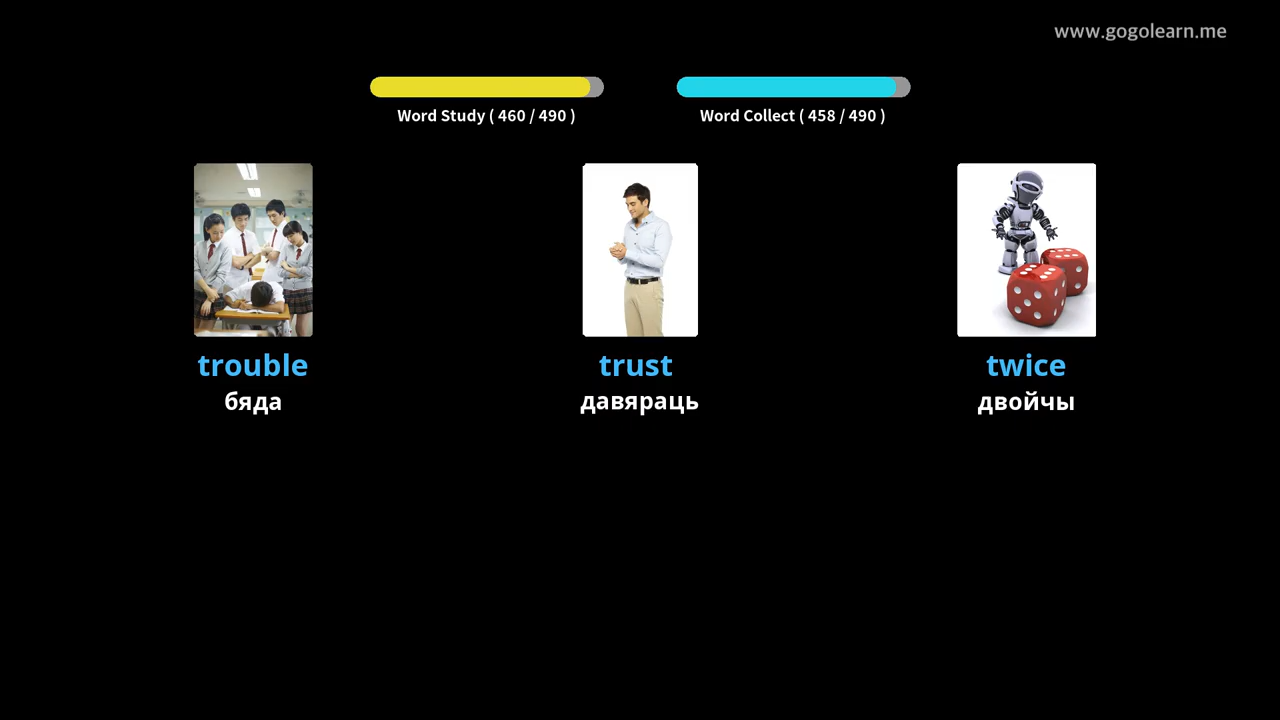 www.gogolearn.me
Word Study ( 460 / 490 )
Word Collect ( 458 / 490 )
trouble
бяда
trust
давяраць
twice
двойчы